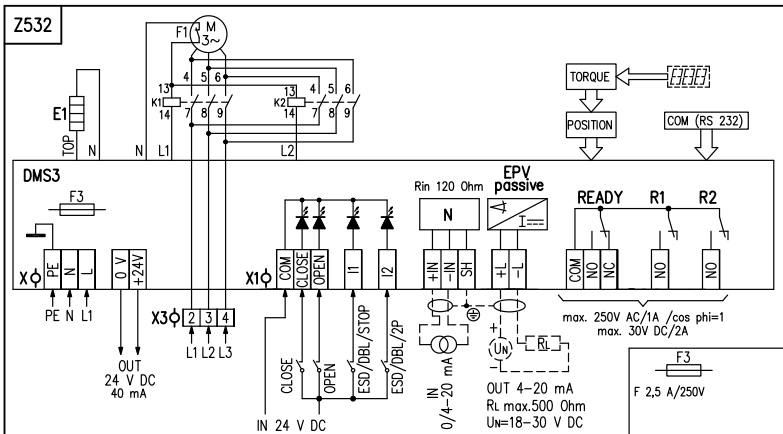 Z532
F1
M
3~
4 5 6
4 5 6
13
13
K1
K2
14
14
7 8 9
7 8 9
E1
TOP
N
N
L1
L2
TORQUE
POSITION
COM (RS 232)
DMS3
F3
Rin 120 Ohm
N
EPV
passive
READY
R1
R2
X
PE
N
L
0 V
+24V
X1
COM
CLOSE
OPEN
I1
I2
+IN
-IN
SH
+L
-L
COM
NO
NC
NO
NO
PE N L1
X3
2 3 4
L1 L2 L3
OUT
24 V DC
40 mA
CLOSE
OPEN
ESD/DBL/STOP
ESD/DBL/2P
IN 24 V DC
IN
0/4-20 mA
+
UN
-
RL
OUT 4-20 mA
RL max.500 Ohm
UN=18-30 V DC
max. 250V AC/1A /cos phi=1
max. 30V DC/2A
F3
F 2,5 A/250V